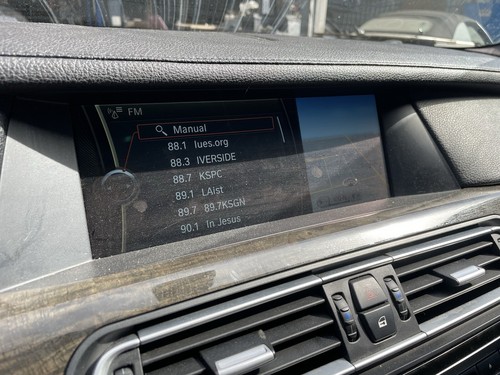 FM
Manual
88.1 lues.org
88.3 IVERSIDE
88.7 KSPC
89.1 LAist
89.7 89.7KSGN
90.1 In Jesus